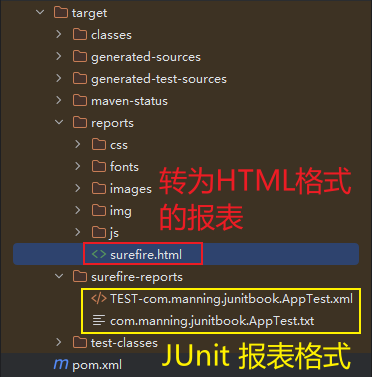 target
classes
generated-sources
generated-test-sources
maven-status
reports
css
fonts
images
img
js
转为HTML格式
的报表
<> surefire.html
surefire-reports
</> TEST-com.manning.junitbook.AppTest.xml
com.manning.junitbook.AppTest.txt
test-classes
JUnit 报表格式
m pom.xml